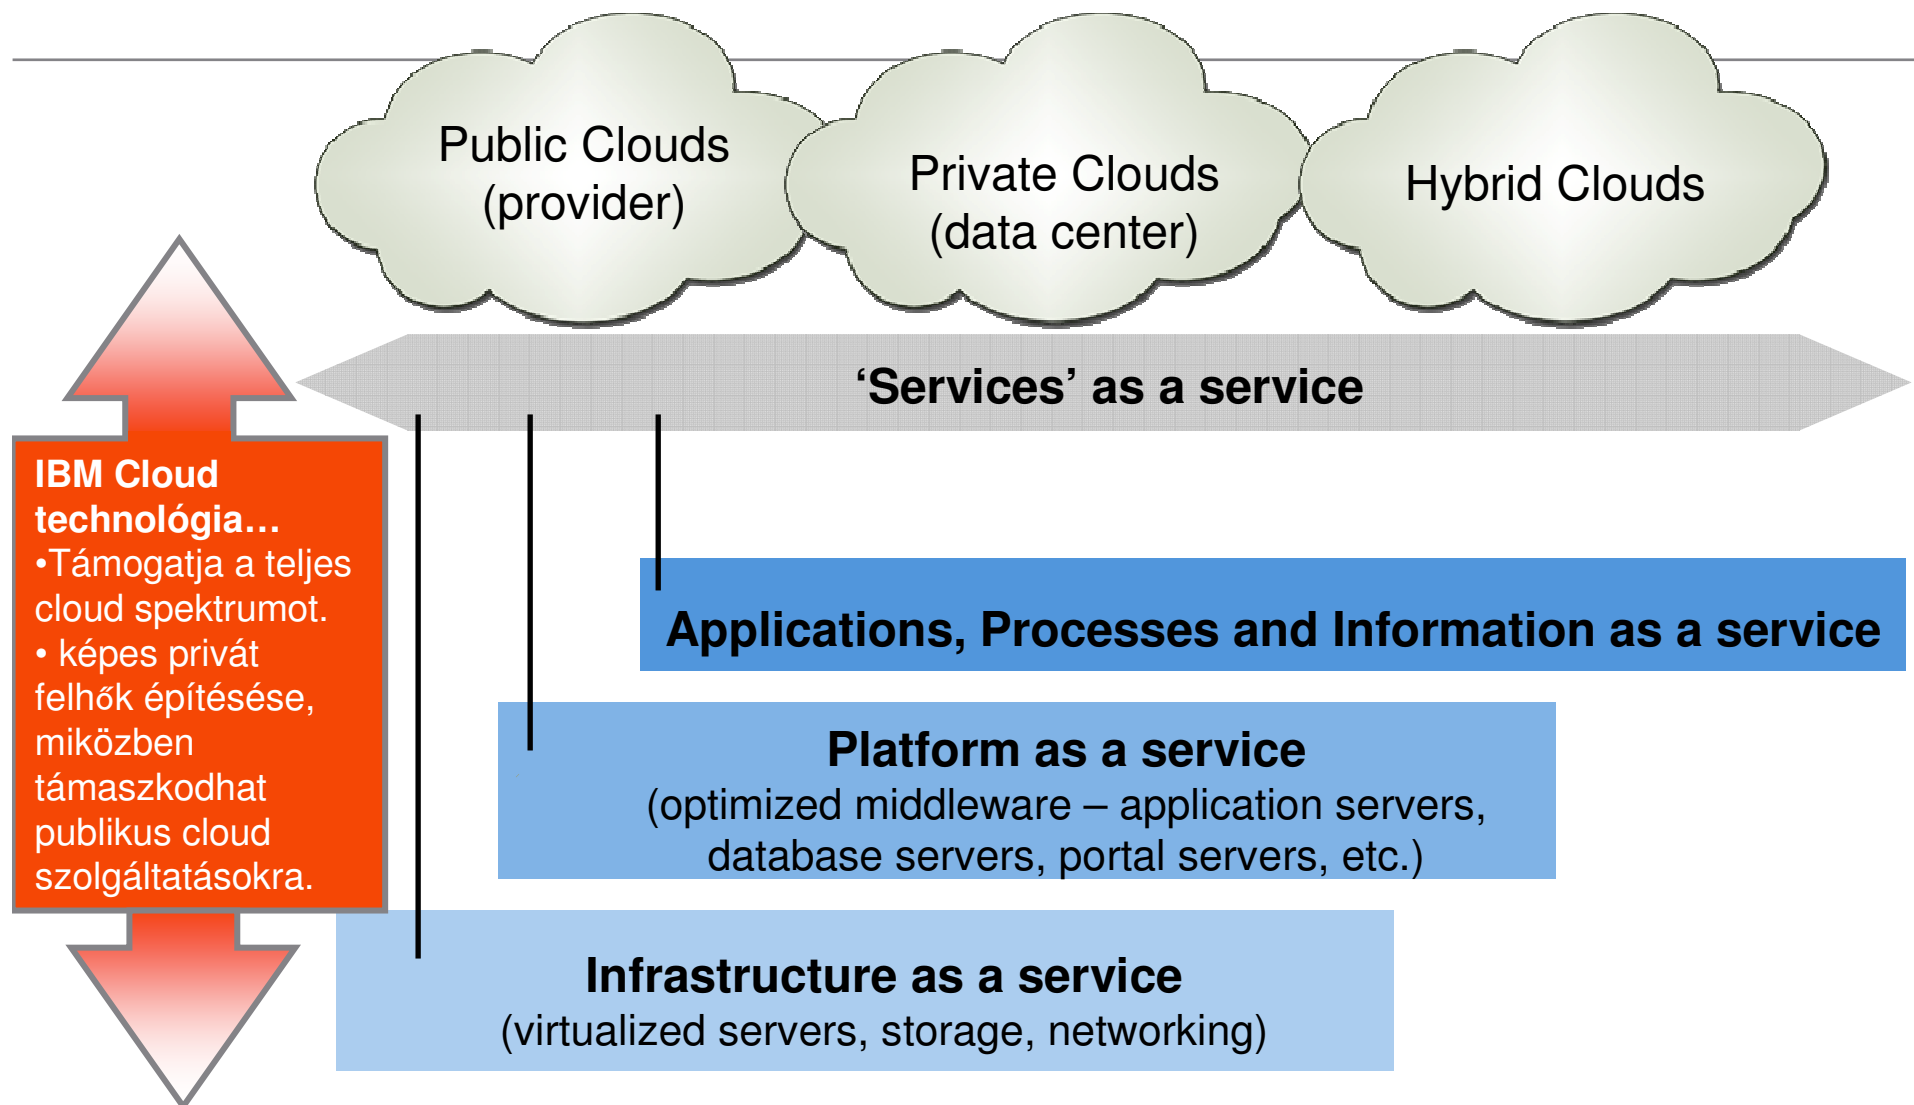 Public Clouds
(provider)
Private Clouds
(data center)
Hybrid Clouds
‘Services’ as a service
IBM Cloud
technológia…
•Támogatja a teljes
cloud spektrumot.
• képes privát
felhők építésése,
miközben
támaszkodhat
publikus cloud
szolgáltatásokra.
Applications, Processes and Information as a service
Platform as a service
(optimized middleware – application servers,
database servers, portal servers, etc.)
Infrastructure as a service
(virtualized servers, storage, networking)